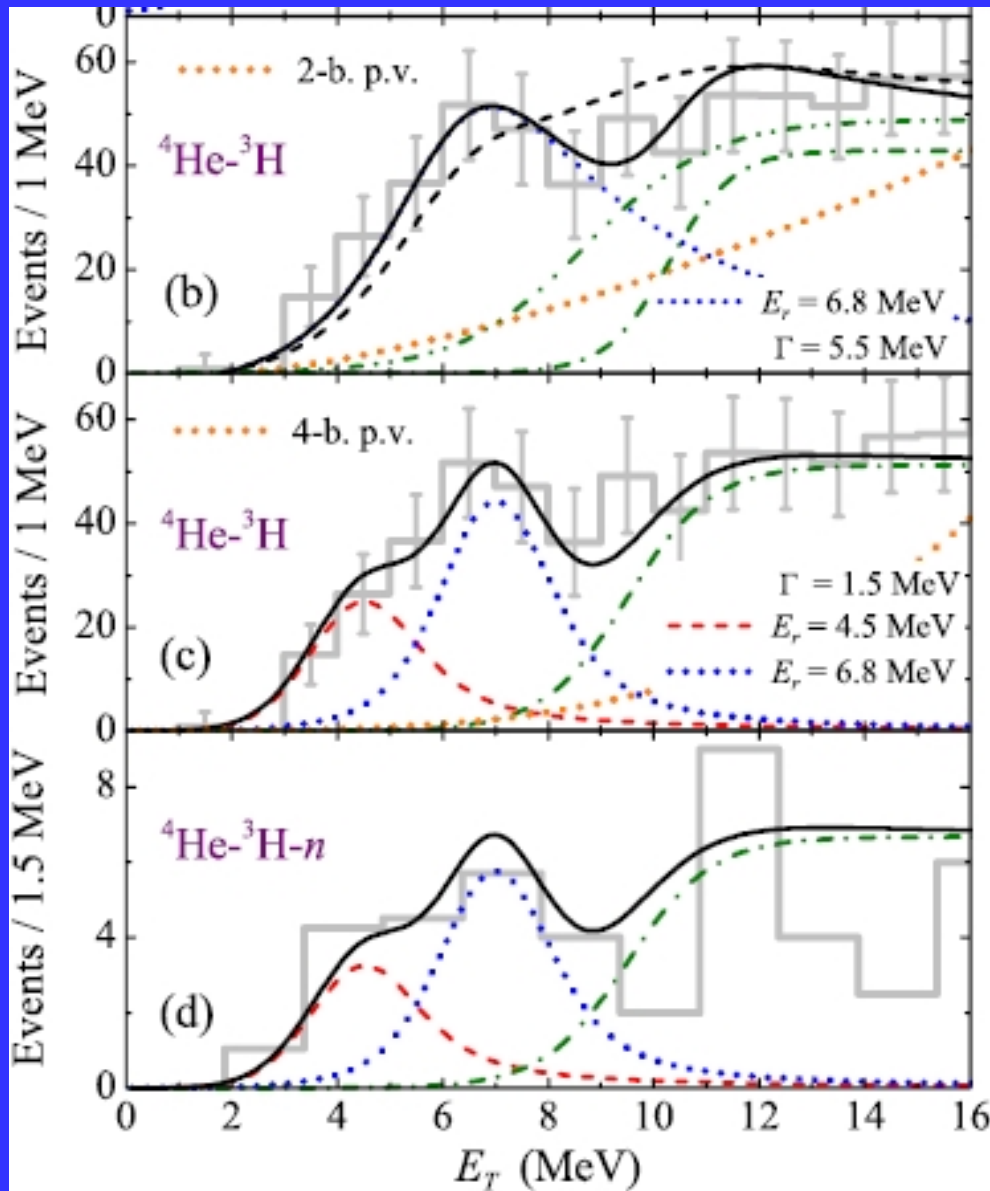 0
Events / 1 MeV
60
40
20
0
2-b. p.v.
⁴He-³H
(b)
E_r = 6.8 MeV
Γ = 5.5 MeV
Events / 1 MeV
60
40
20
0
4-b. p.v.
⁴He-³H
(c)
Γ = 1.5 MeV
E_r = 4.5 MeV
E_r = 6.8 MeV
Events / 1.5 MeV
8
4
0
⁴He-³H-n
(d)
0 2 4 6 8 10 12 14 16
E_T (MeV)